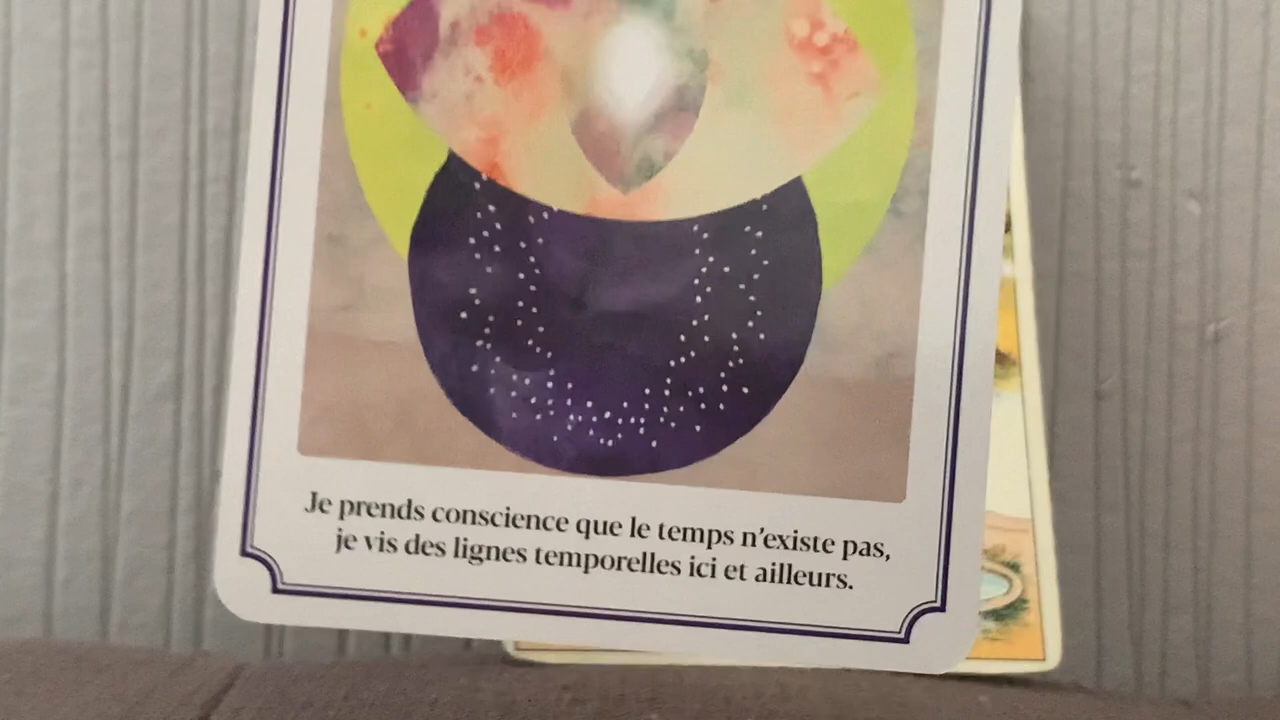 Je prends conscience que le temps n’existe pas,
je vis des lignes temporelles ici et ailleurs.